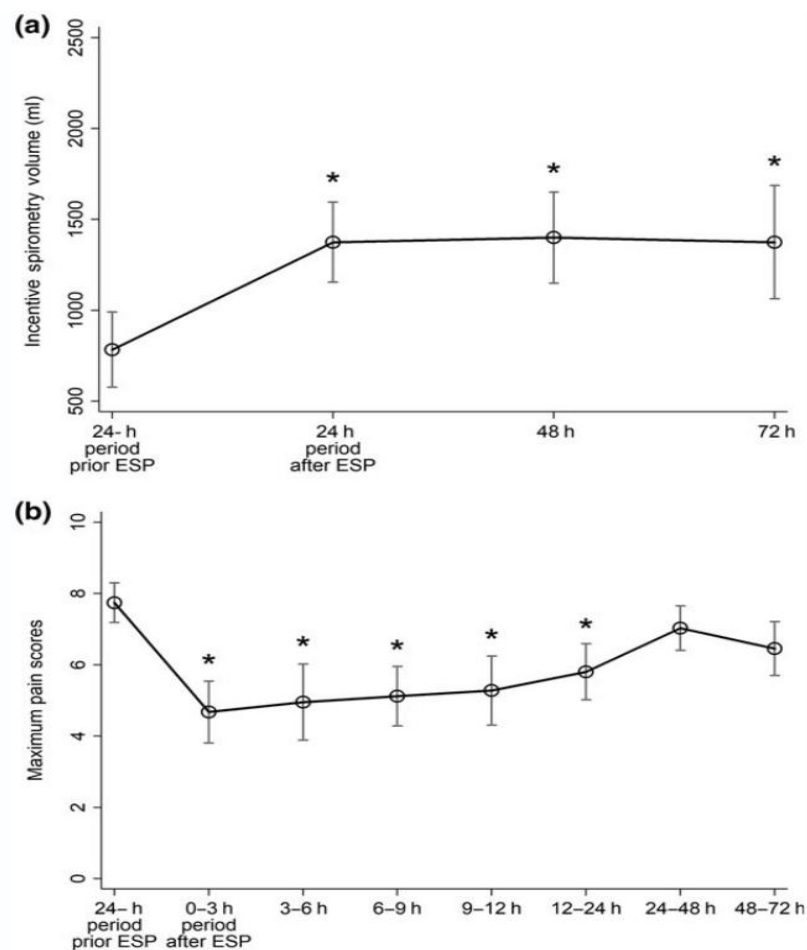 (a)
Incentive spirometry volume (ml)
2500
2000
1500
1000
500
* * *
24- h
period
prior ESP
24 h
period
after ESP
48 h
72 h
(b)
Maximum pain scores
10
8
6
4
2
0
* * * * *
24– h
period
prior ESP
0–3 h
period
after ESP
3–6 h
6–9 h
9–12 h
12–24 h
24–48 h
48–72 h